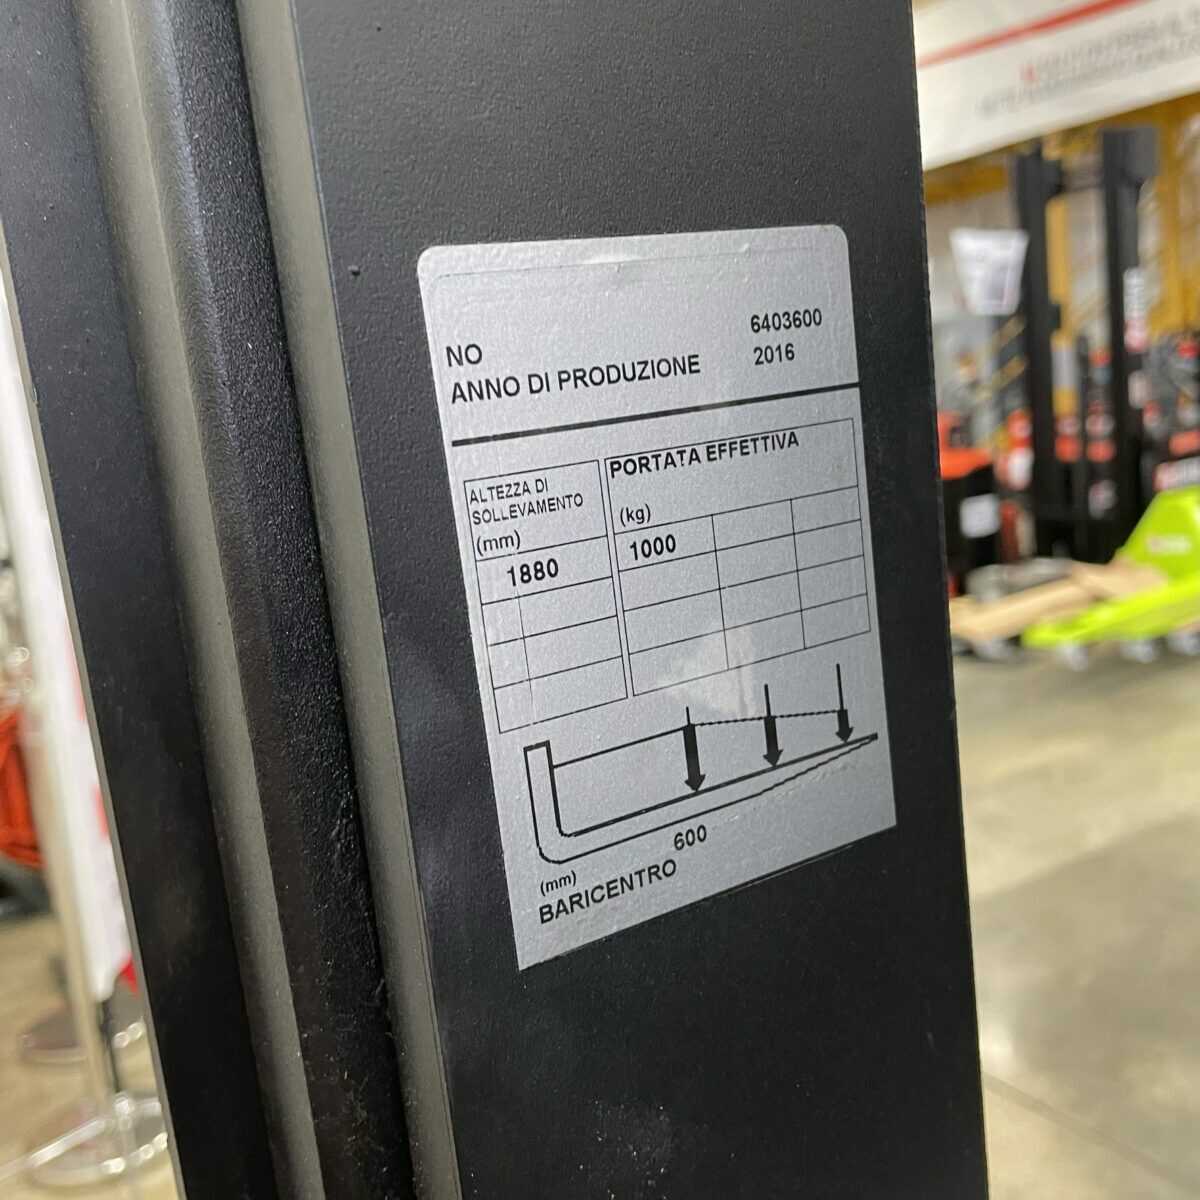 NO 6403600
ANNO DI PRODUZIONE 2016
ALTEZZA DI
SOLLEVAMENTO
(mm)
PORTATA EFFETTIVA
(kg)
1880 1000
600
(mm)
BARICENTRO